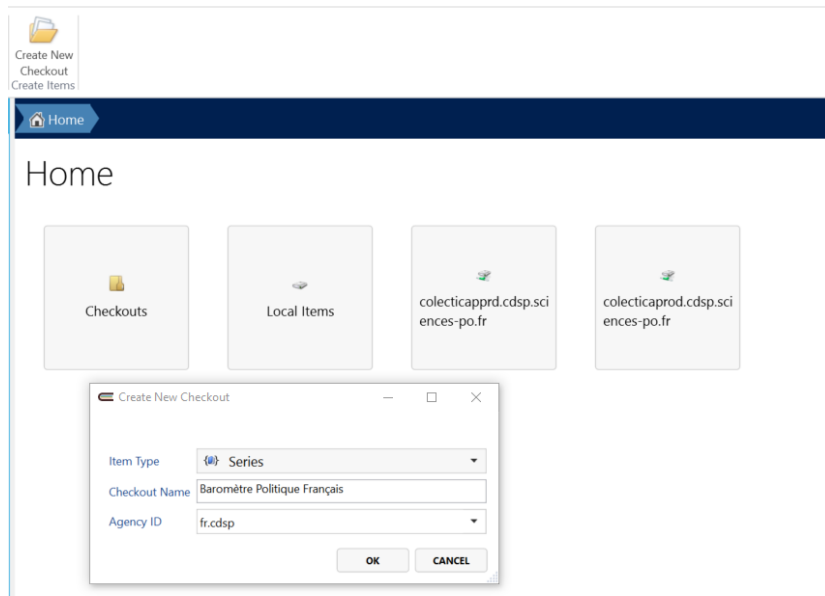 Create New
Checkout
Create Items
Home
Home
Checkouts
Local Items
colecticapprd.cdsp.sci
ences-po.fr
colecticaprod.cdsp.sci
ences-po.fr
Create New Checkout
Item Type Series
Checkout Name Baromètre Politique Français
Agency ID fr.cdsp
OK CANCEL